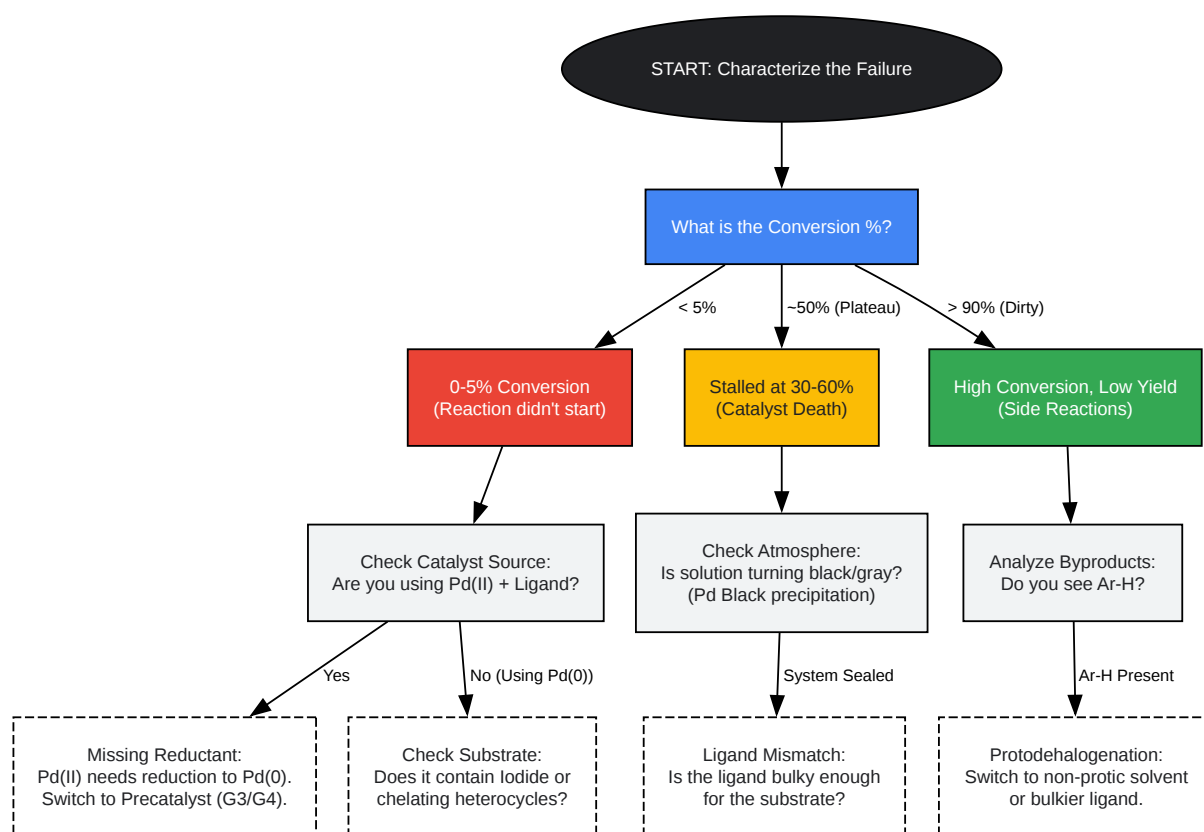 START: Characterize the Failure
What is the Conversion %?
< 5%
~50% (Plateau)
> 90% (Dirty)
0-5% Conversion
(Reaction didn't start)
Stalled at 30-60%
(Catalyst Death)
High Conversion, Low Yield
(Side Reactions)
Check Catalyst Source:
Are you using Pd(II) + Ligand?
Check Atmosphere:
Is solution turning black/gray?
(Pd Black precipitation)
Analyze Byproducts:
Do you see Ar-H?
Yes
No (Using Pd(0))
System Sealed
Ar-H Present
Missing Reductant:
Pd(II) needs reduction to Pd(0).
Switch to Precatalyst (G3/G4).
Check Substrate:
Does it contain Iodide or
chelating heterocycles?
Ligand Mismatch:
Is the ligand bulky enough
for the substrate?
Protodehalogenation:
Switch to non-protic solvent
or bulkier ligand.